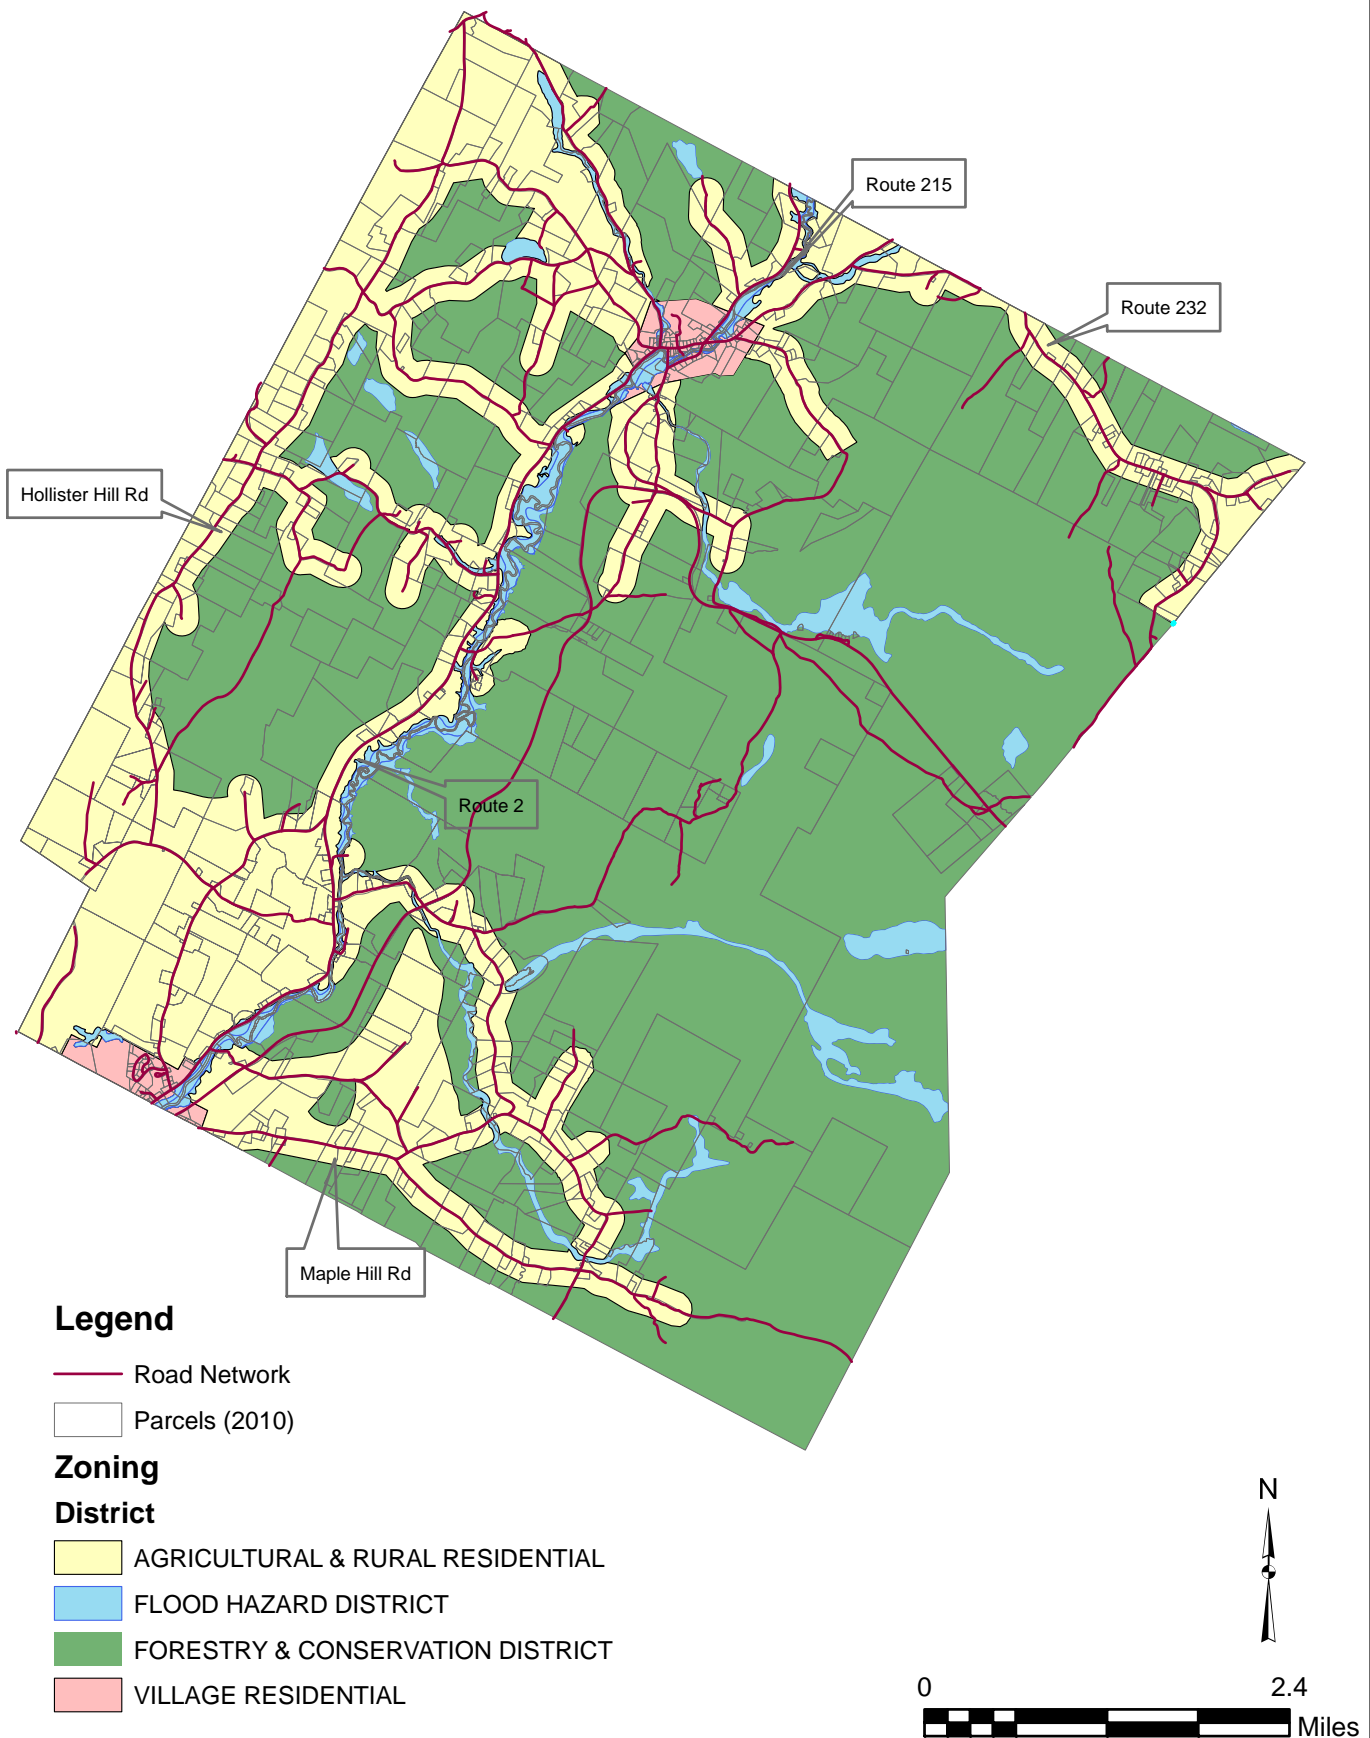 Route 215
Route 232
Hollister Hill Rd
Route 2
Maple Hill Rd
Legend
Road Network
Parcels (2010)
Zoning
District
AGRICULTURAL & RURAL RESIDENTIAL
FLOOD HAZARD DISTRICT
FORESTRY & CONSERVATION DISTRICT
VILLAGE RESIDENTIAL
N
0 2.4
Miles